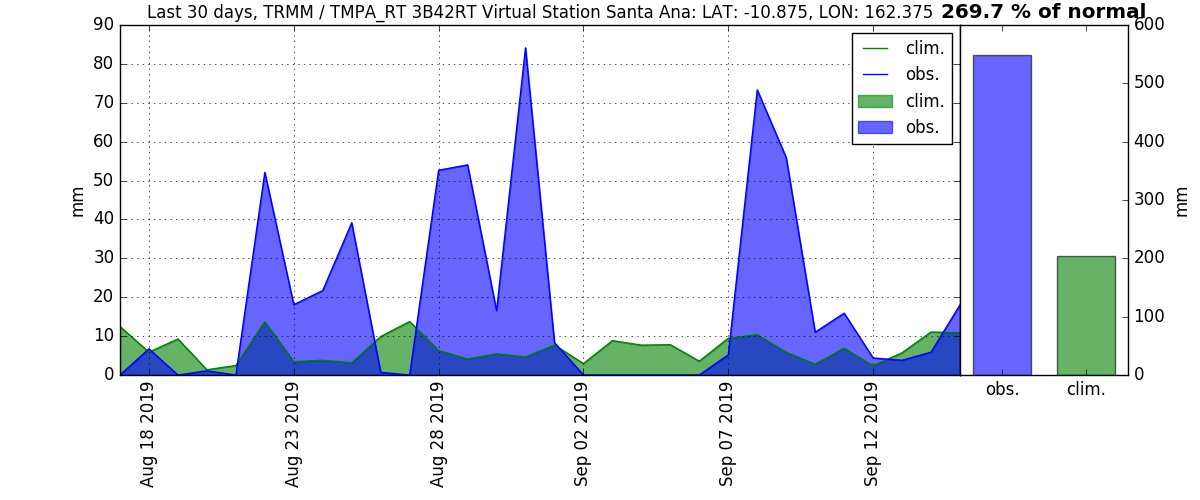 Last 30 days, TRMM / TMPA_RT 3B42RT Virtual Station Santa Ana: LAT: -10.875, LON: 162.375 269.7 % of normal
90
80
70
60
50
40
30
20
10
0
mm
clim.
obs.
clim.
obs.
Aug 18 2019
Aug 23 2019
Aug 28 2019
Sep 02 2019
Sep 07 2019
Sep 12 2019
600
500
400
300
200
100
0
mm
obs.
clim.